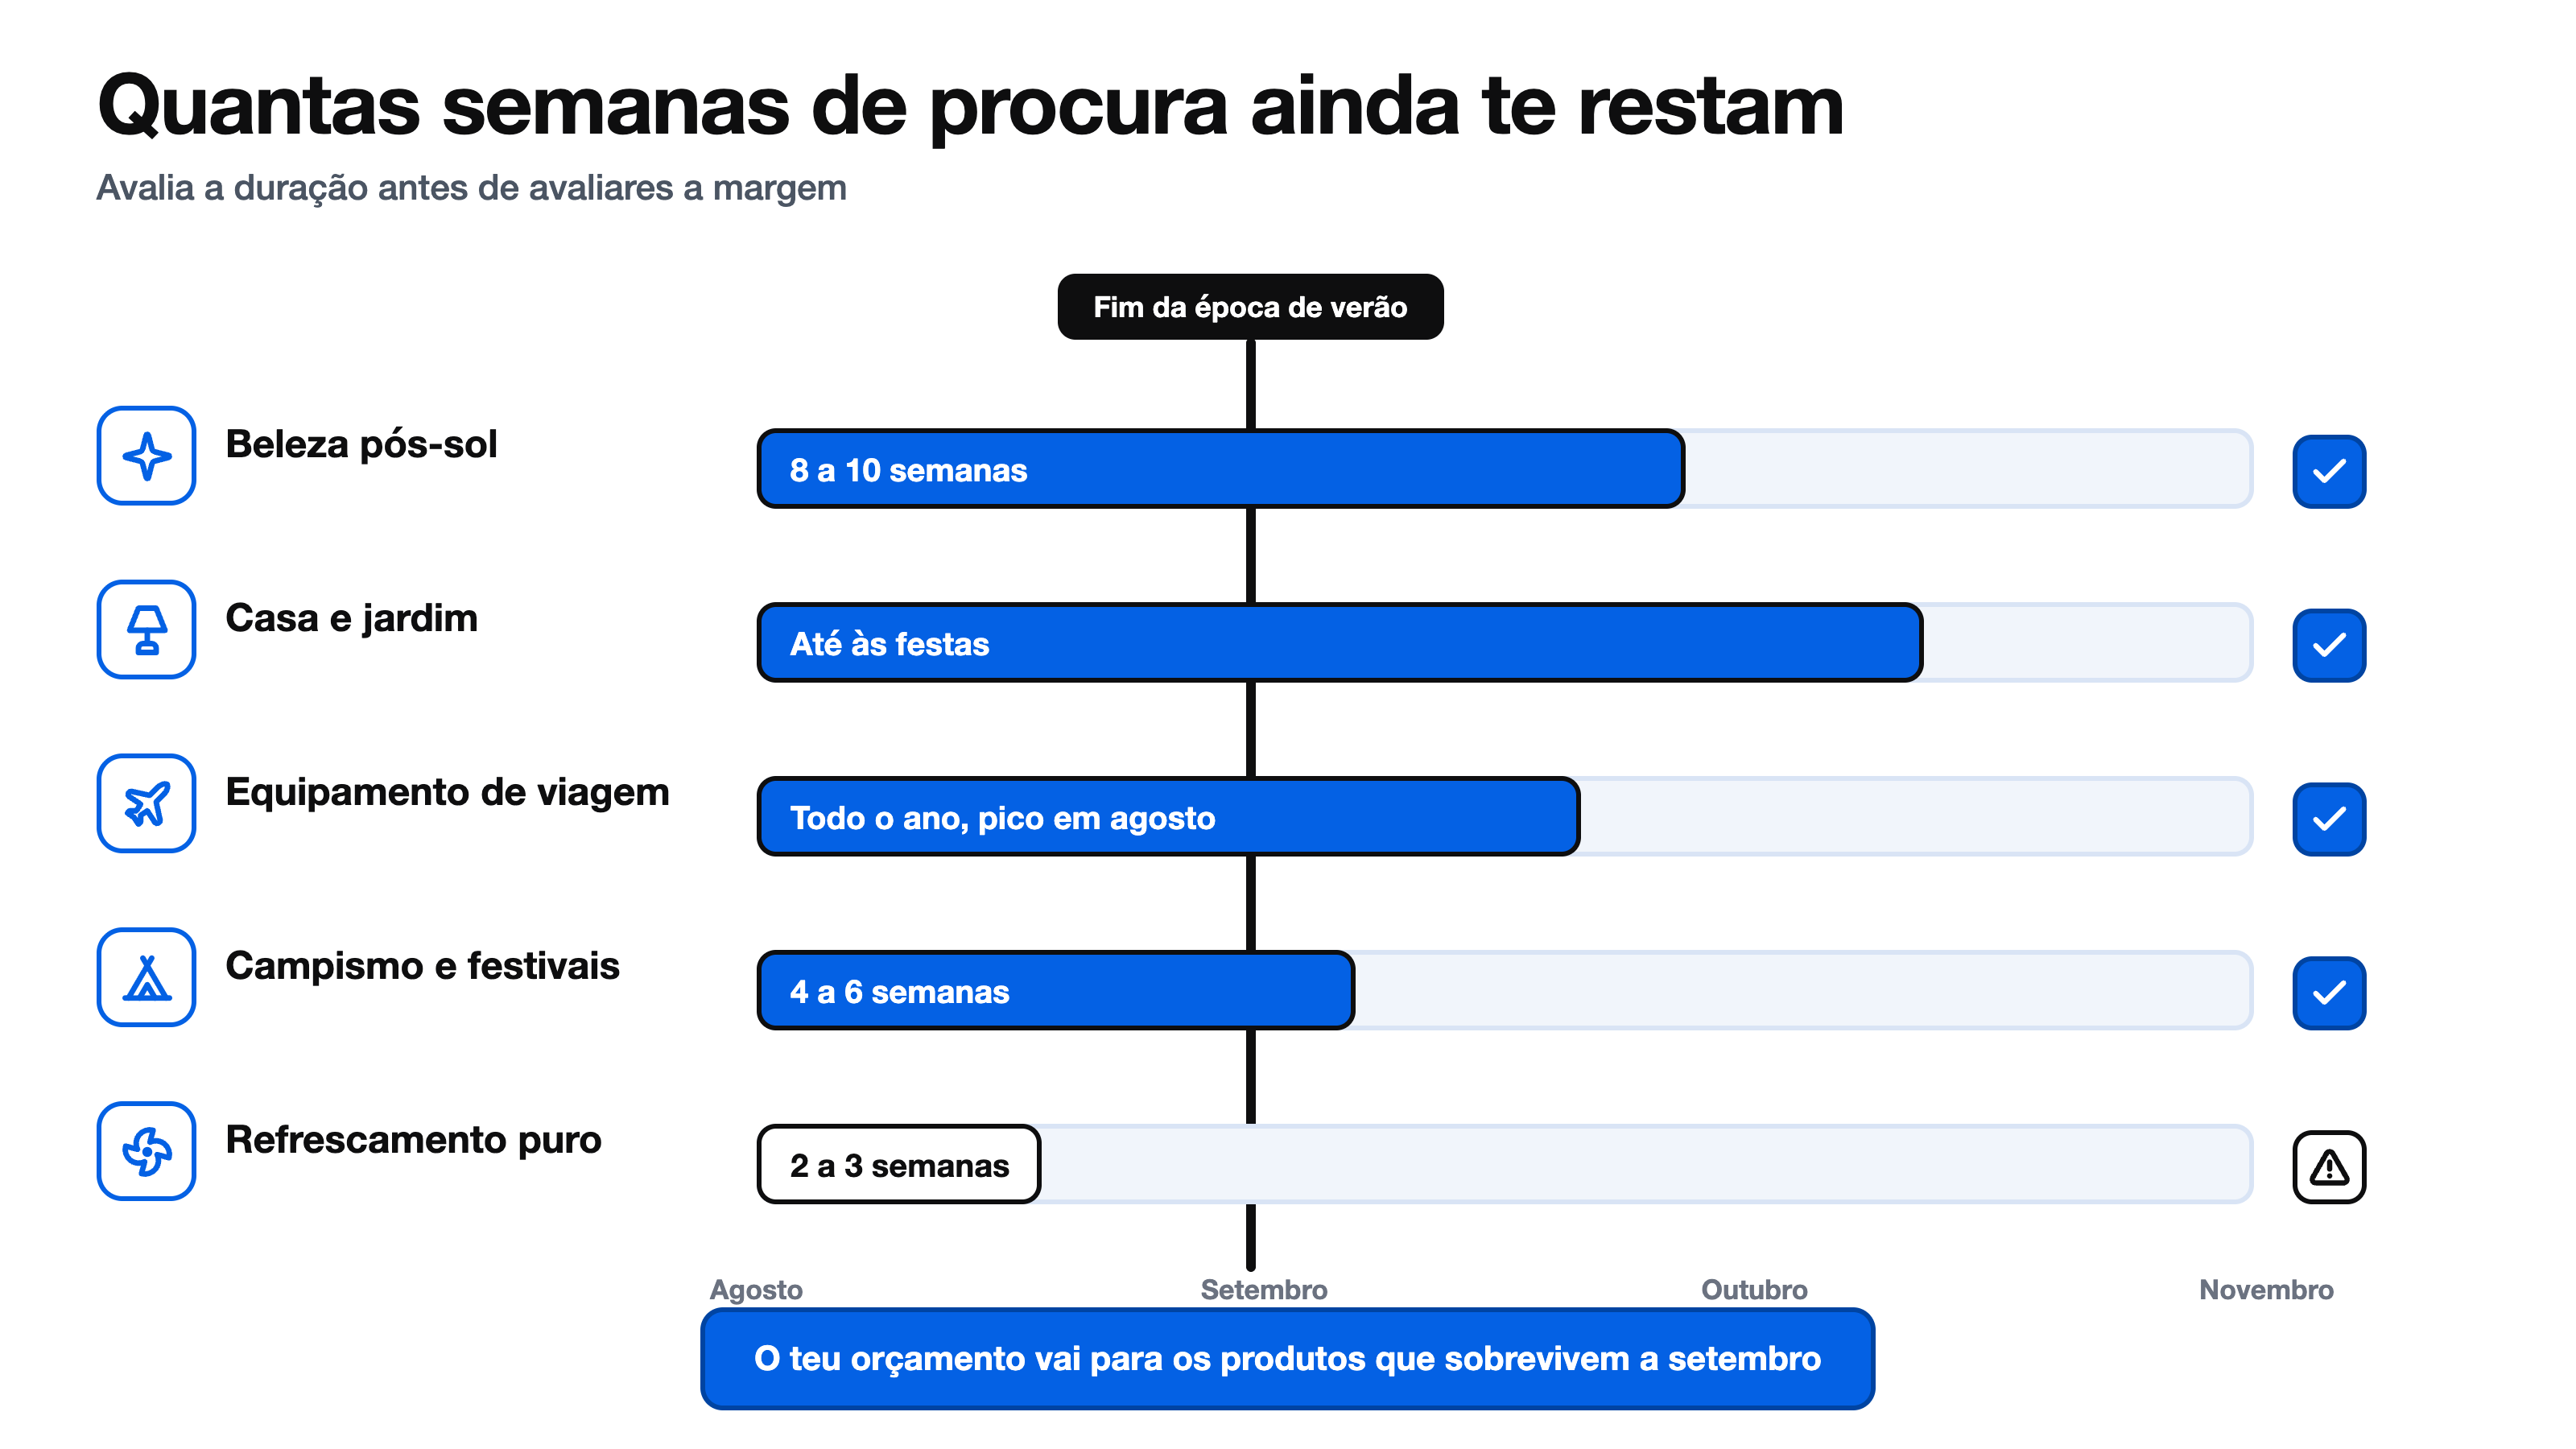 Quantas semanas de procura ainda te restam
Avalia a duração antes de avaliares a margem
Fim da época de verão
Beleza pós-sol
8 a 10 semanas
Casa e jardim
Até às festas
Equipamento de viagem
Todo o ano, pico em agosto
Campismo e festivais
4 a 6 semanas
Refrescamento puro
2 a 3 semanas
Agosto
Setembro
Outubro
Novembro
O teu orçamento vai para os produtos que sobrevivem a setembro